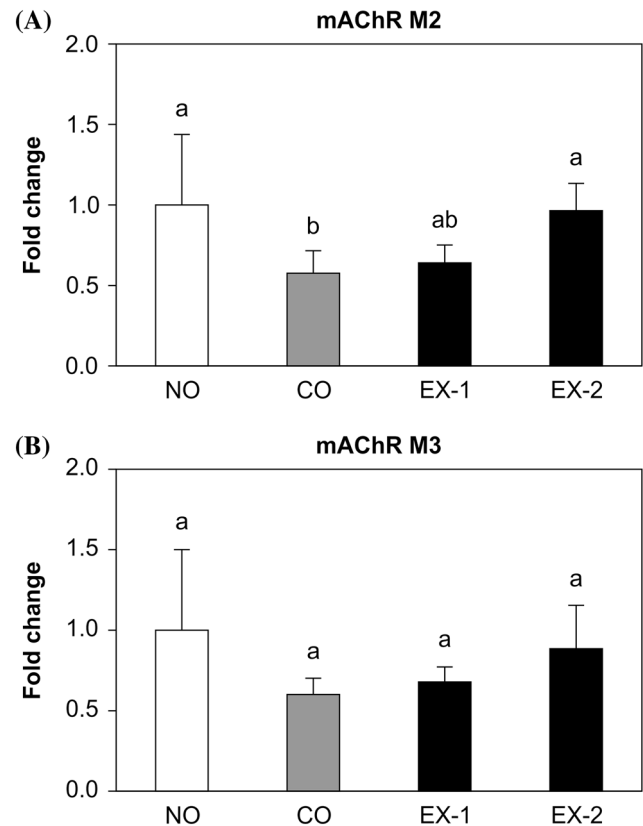 (A)
mAChR M2
Fold change
2.0
1.5
1.0
0.5
0.0
a
b
ab
a
NO CO EX-1 EX-2
(B)
mAChR M3
Fold change
2.0
1.5
1.0
0.5
0.0
a
a
a
a
NO CO EX-1 EX-2